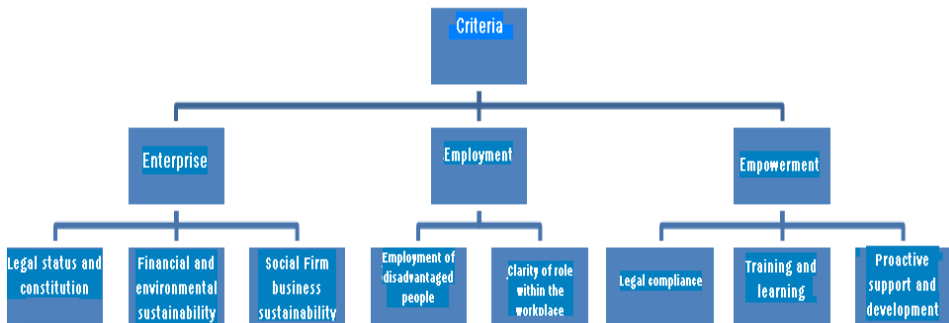 Criteria
Enterprise
Employment
Empowerment
Legal status and
constitution
Financial and
environmental
sustainability
Social Firm
business
sustainability
Employment of
disadvantaged
people
Clarity of role
within the
workplace
Legal compliance
Training and
learning
Proactive
support and
development